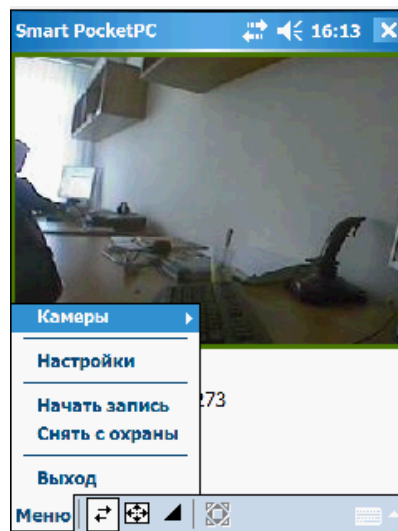 Smart PocketPC 16:13
Камеры
Настройки
273
Начать запись
Снять с охраны
Выход
Меню